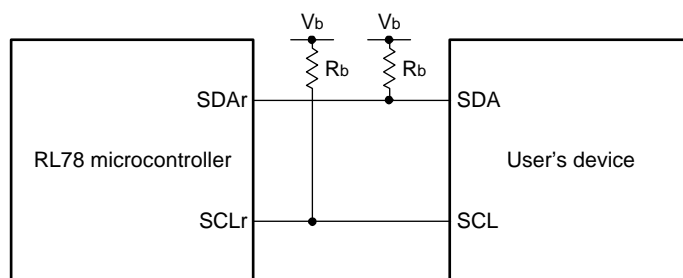 Vb Vb
Rb Rb
SDAr SDA
RL78 microcontroller User's device
SCLr SCL